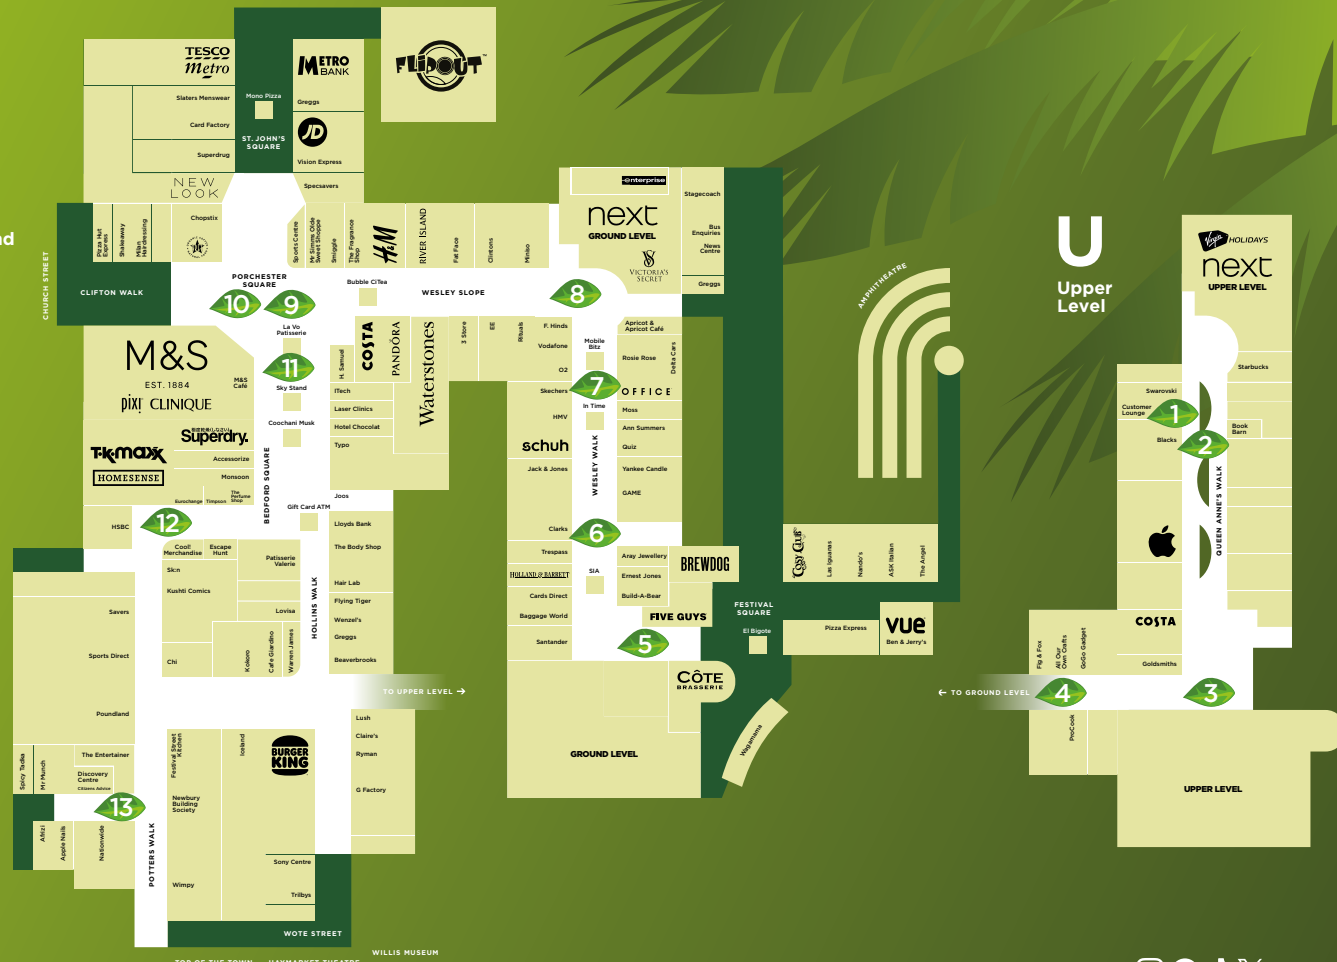 TESCO
metro
Slaters Menswear
Card Factory
Superdrug
NEW
LOOK
Mono Pizza
ST. JOHN'S
SQUARE
METRO
BANK
Greggs
JD
Vision Express
Specsavers
FLIPOUT
nd
CHURCH STREET
CLIFTON WALK
Pizza Hut
Express
Shakeaway
Milan
Hairdressing
Chopstix
Sports Centre
Mr Simms Olde
Sweet Shoppe
Smiggle
The Fragrance
Shop
H&M
RIVER ISLAND
Fat Face
Clintons
Miniso
PORCHESTER
SQUARE
10
9
La Vo
Patisserie
11
Sky Stand
Coochani Musk
Gift Card ATM
Bubble CiTea
WESLEY SLOPE
8
M&S
EST. 1884
pixi
CLINIQUE
M&S
Café
Superdry.
TK-maxx
HOMESENSE
Accessorize
Monsoon
Eurochange
Timpson
The
Perfume
Shop
BEDFORD SQUARE
H. Samuel
COSTA
PANDÖRA
Waterstones
3 Store
EE
Rituals
ITech
Laser Clinics
Hotel Chocolat
Typo
Joos
Lloyds Bank
The Body Shop
Hair Lab
Flying Tiger
Wenzel's
Greggs
Beaverbrooks
HSBC
12
Cool!
Merchandise
Escape
Hunt
Patisserie
Valerie
Sk:n
Kushti Comics
Lovisa
Chi
Kokoro
Cafe Giardino
Warren James
HOLLINS WALK
Savers
Sports Direct
Poundland
TO UPPER LEVEL →
Lush
Claire's
Ryman
G Factory
Festival Street
Kitchen
Iceland
BURGER
KING
Newbury
Building
Society
Wimpy
Sony Centre
Trilbys
The Entertainer
Discovery
Centre
Citizens Advice
Spicy Tadka
Mr Munch
13
Afrizi
Apple Nails
Nationwide
POTTERS WALK
WOTE STREET
WILLIS MUSEUM
TOP OF THE TOWN
HAYMARKET THEATRE
enterprise
next
GROUND LEVEL
VICTORIA'S
SECRET
Stagecoach
Bus
Enquiries
News
Centre
Greggs
F. Hinds
Vodafone
O2
Skechers
HMV
schuh
Jack & Jones
Clarks
Trespass
HOLLAND & BARRETT
Cards Direct
Baggage World
Santander
Mobile
Bitz
7
In Time
WESLEY WALK
6
SIA
5
Apricot &
Apricot Café
Rosie Rose
Delta Cars
OFFICE
Moss
Ann Summers
Quiz
Yankee Candle
GAME
Aray Jewellery
Ernest Jones
Build-A-Bear
BREWDOG
FIVE GUYS
CÔTE
BRASSERIE
GROUND LEVEL
Wagamama
FESTIVAL
SQUARE
El Bigote
AMPHITHEATRE
COSY CLUB
Las Iguanas
Nando's
ASK Italian
The Angel
Pizza Express
vue
Ben & Jerry's
← TO GROUND LEVEL
U
Upper
Level
Virgin HOLIDAYS
next
UPPER LEVEL
Starbucks
Swarovski
Customer
Lounge
1
Blacks
2
Book
Barn
QUEEN ANNE'S WALK
COSTA
Goldsmiths
Fig & Fox
All Our
Own Crafts
GoGo Gadget
4
3
ProCook
UPPER LEVEL